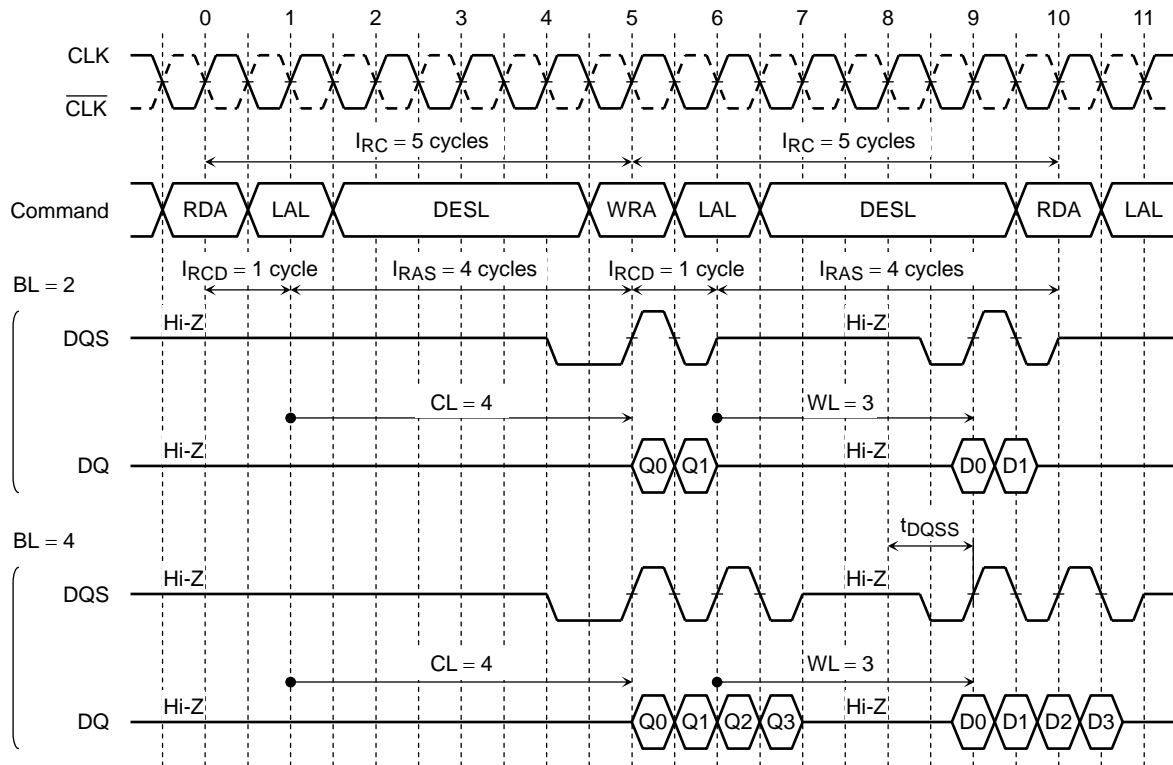 0 1 2 3 4 5 6 7 8 9 10 11
CLK
CLK
IRC = 5 cycles IRC = 5 cycles
Command RDA LAL DESL WRA LAL DESL RDA LAL
IRCD = 1 cycle IRAS = 4 cycles IRCD = 1 cycle IRAS = 4 cycles
BL = 2
Hi-Z Hi-Z
DQS
CL = 4 WL = 3
DQ Hi-Z Q0 Q1 Hi-Z D0 D1
tDQSS
BL = 4
Hi-Z Hi-Z
DQS
CL = 4 WL = 3
Hi-Z Hi-Z
DQ Q0 Q1 Q2 Q3 D0 D1 D2 D3